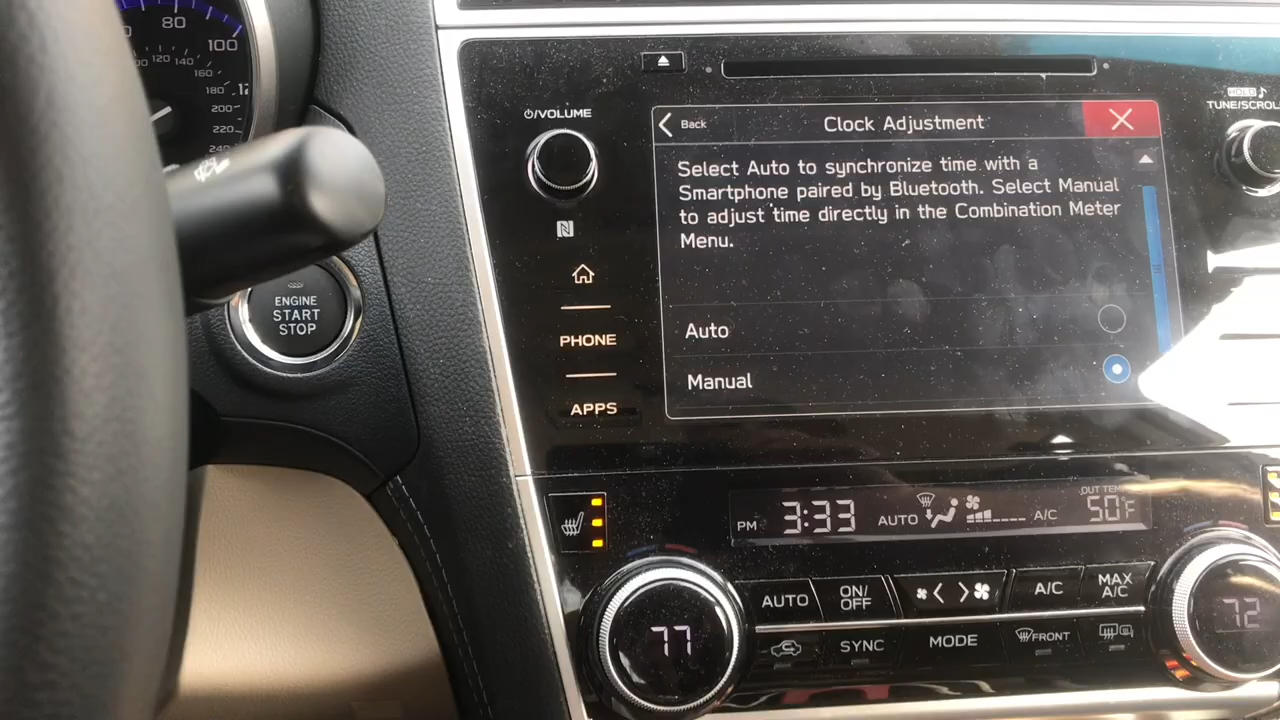 80
100
120 140
160
180
200
220
240
ENGINE
START
STOP
⏻/VOLUME
PHONE
APPS
HOLD ♪
TUNE/SCROLL
Back
Clock Adjustment
Select Auto to synchronize time with a
Smartphone paired by Bluetooth. Select Manual
to adjust time directly in the Combination Meter
Menu.
Auto
Manual
PM 3:33 AUTO A/C OUT TEMP 50°F
77
AUTO
ON/
OFF
A/C
MAX
A/C
SYNC
MODE
FRONT
72